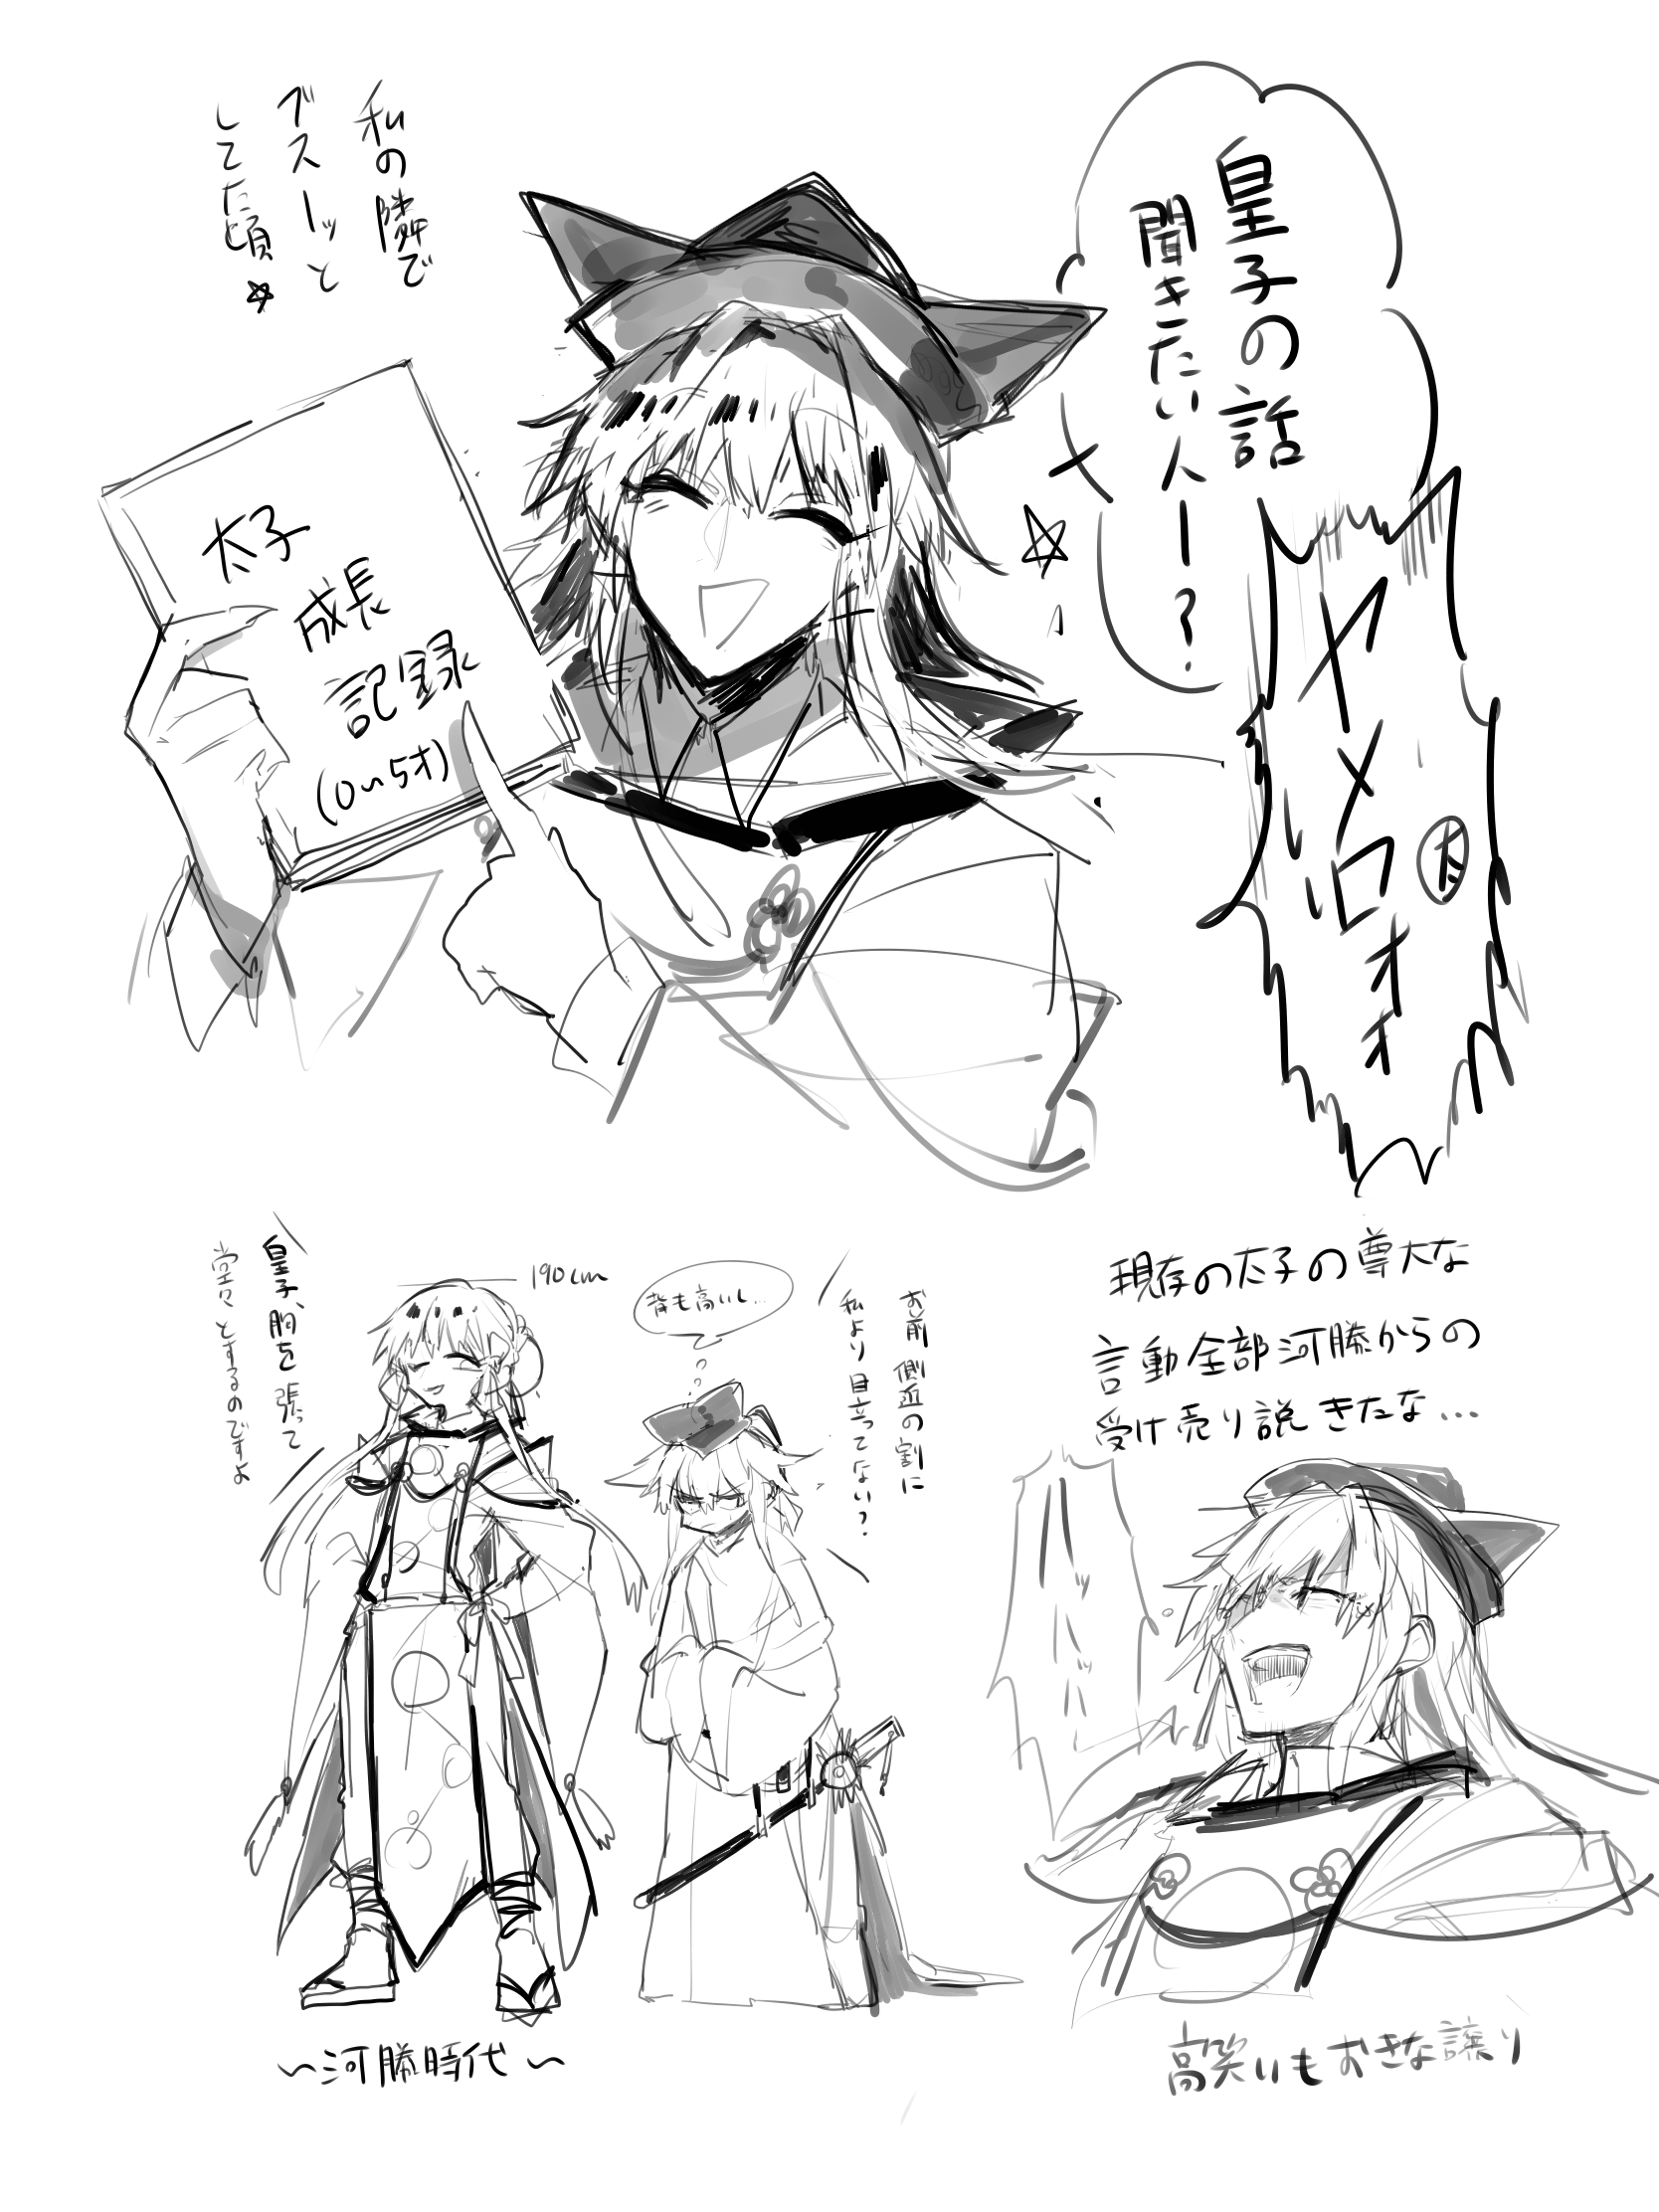 皇子の話
聞きたい人ー?
ヤメロオオ
太
私の隣で
ブスーッと
してた頃
太子
成長
記録
(0〜5才)
190cm
皇子、胸を張って
堂々とするのですよ
背も高いし…
お前 側近の割に
私より目立ってない?
〜河勝時代〜
現存の太子の尊大な
言動全部河勝からの
受け売り説きたな…
高笑いもおきな譲り